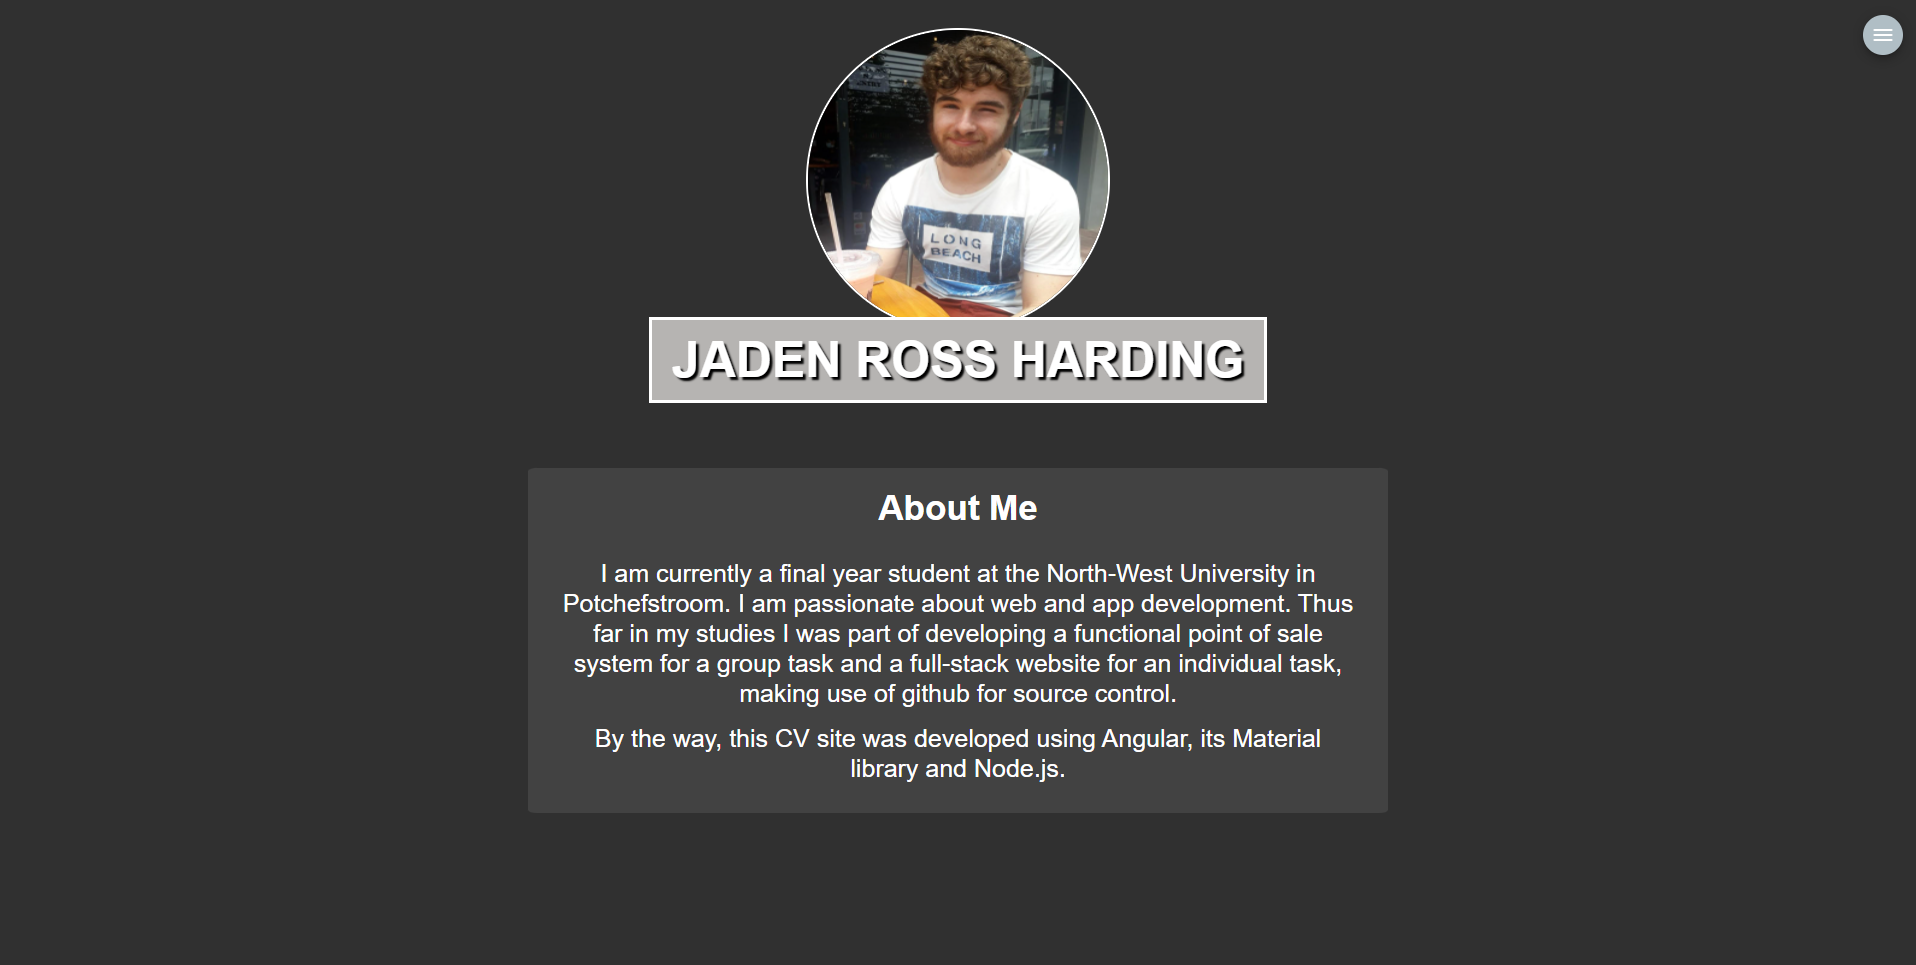 ENTRY
LONG
BEACH
JADEN ROSS HARDING
About Me
I am currently a final year student at the North-West University in
Potchefstroom. I am passionate about web and app development. Thus
far in my studies I was part of developing a functional point of sale
system for a group task and a full-stack website for an individual task,
making use of github for source control.
By the way, this CV site was developed using Angular, its Material
library and Node.js.